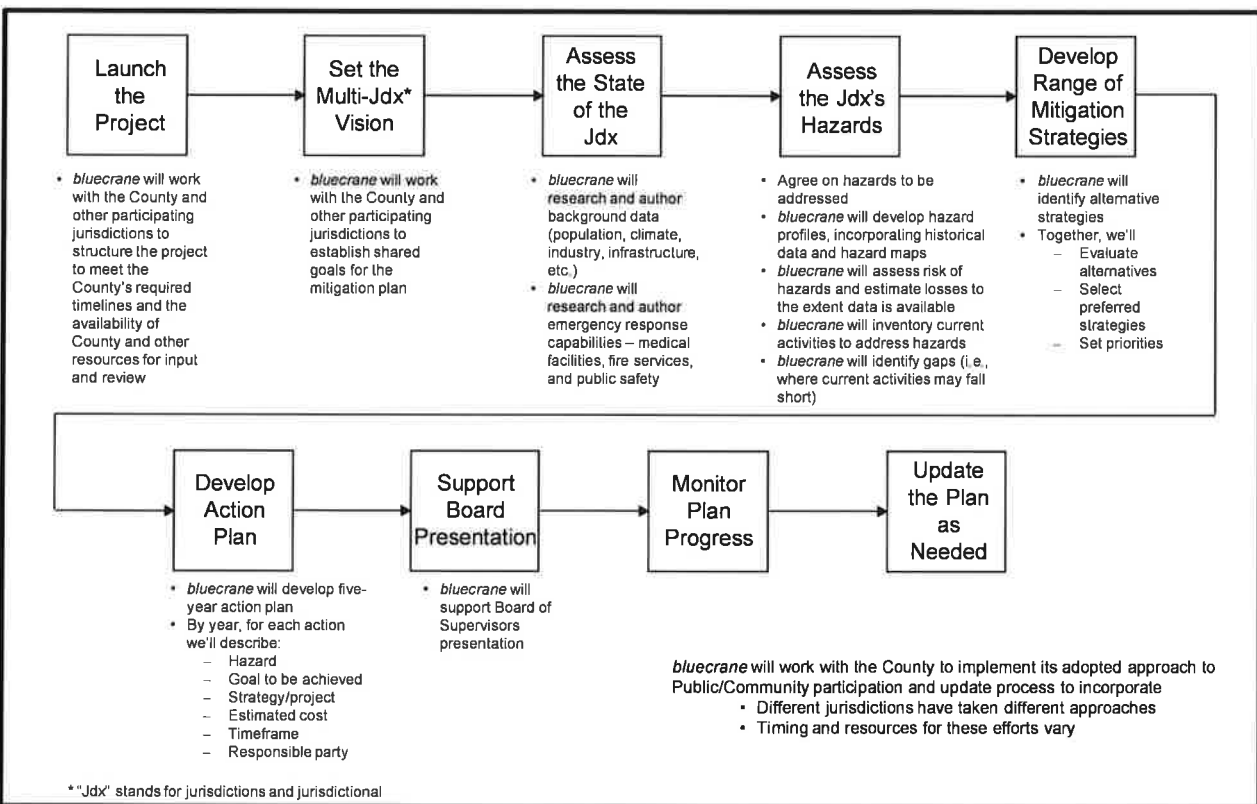 Launch
the
Project
• bluecrane will work
with the County and
other participating
jurisdictions to
structure the project
to meet the
County's required
timelines and the
availability of
County and other
resources for input
and review
Set the
Multi-Jdx*
Vision
• bluecrane will work
with the County and
other participating
jurisdictions to
establish shared
goals for the
mitigation plan
Assess
the State
of the
Jdx
• bluecrane will
research and author
background data
(population, climate,
industry, infrastructure,
etc.)
• bluecrane will
research and author
emergency response
capabilities – medical
facilities, fire services,
and public safety
Assess
the Jdx's
Hazards
• Agree on hazards to be
addressed
• bluecrane will develop hazard
profiles, incorporating historical
data and hazard maps
• bluecrane will assess risk of
hazards and estimate losses to
the extent data is available
• bluecrane will inventory current
activities to address hazards
• bluecrane will identify gaps (i.e.,
where current activities may fall
short)
Develop
Range of
Mitigation
Strategies
• bluecrane will
identify alternative
strategies
• Together, we'll
– Evaluate
alternatives
– Select
preferred
strategies
– Set priorities
Develop
Action
Plan
• bluecrane will develop five-
year action plan
• By year, for each action
we'll describe:
– Hazard
– Goal to be achieved
– Strategy/project
– Estimated cost
– Timeframe
– Responsible party
Support
Board
Presentation
• bluecrane will
support Board of
Supervisors
presentation
Monitor
Plan
Progress
Update
the Plan
as
Needed
bluecrane will work with the County to implement its adopted approach to
Public/Community participation and update process to incorporate
• Different jurisdictions have taken different approaches
• Timing and resources for these efforts vary
* "Jdx" stands for jurisdictions and jurisdictional